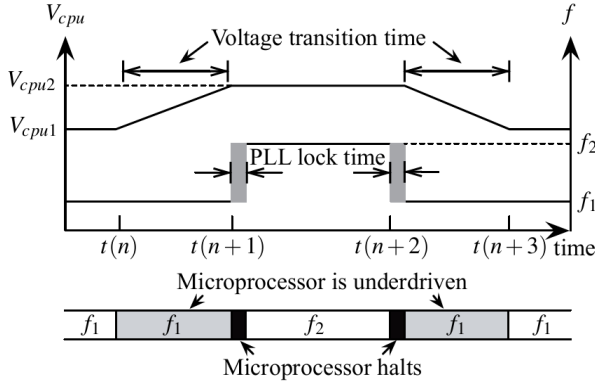 V_cpu
f
Voltage transition time
V_cpu2
V_cpu1
f_2
PLL lock time
f_1
t(n) t(n+1) t(n+2) t(n+3) time
Microprocessor is underdriven
f_1 f_1 f_2 f_1 f_1
Microprocessor halts